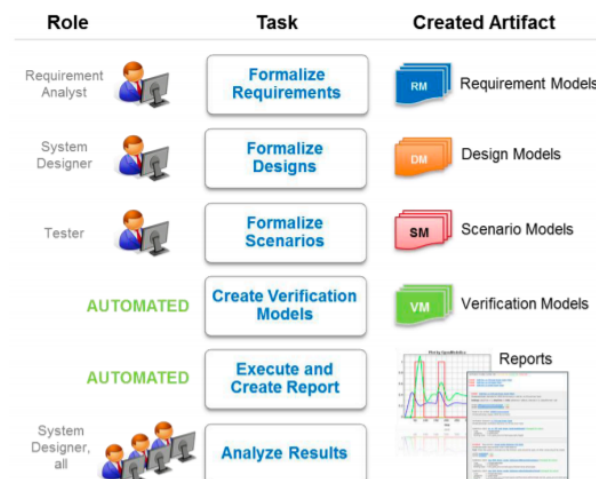 Role Task Created Artifact
Requirement
Analyst
Formalize
Requirements
RM
Requirement Models
System
Designer
Formalize
Designs
DM
Design Models
Tester
Formalize
Scenarios
SM
Scenario Models
AUTOMATED
Create Verification
Models
VM
Verification Models
AUTOMATED
Execute and
Create Report
Reports
System
Designer,
all
Analyze Results